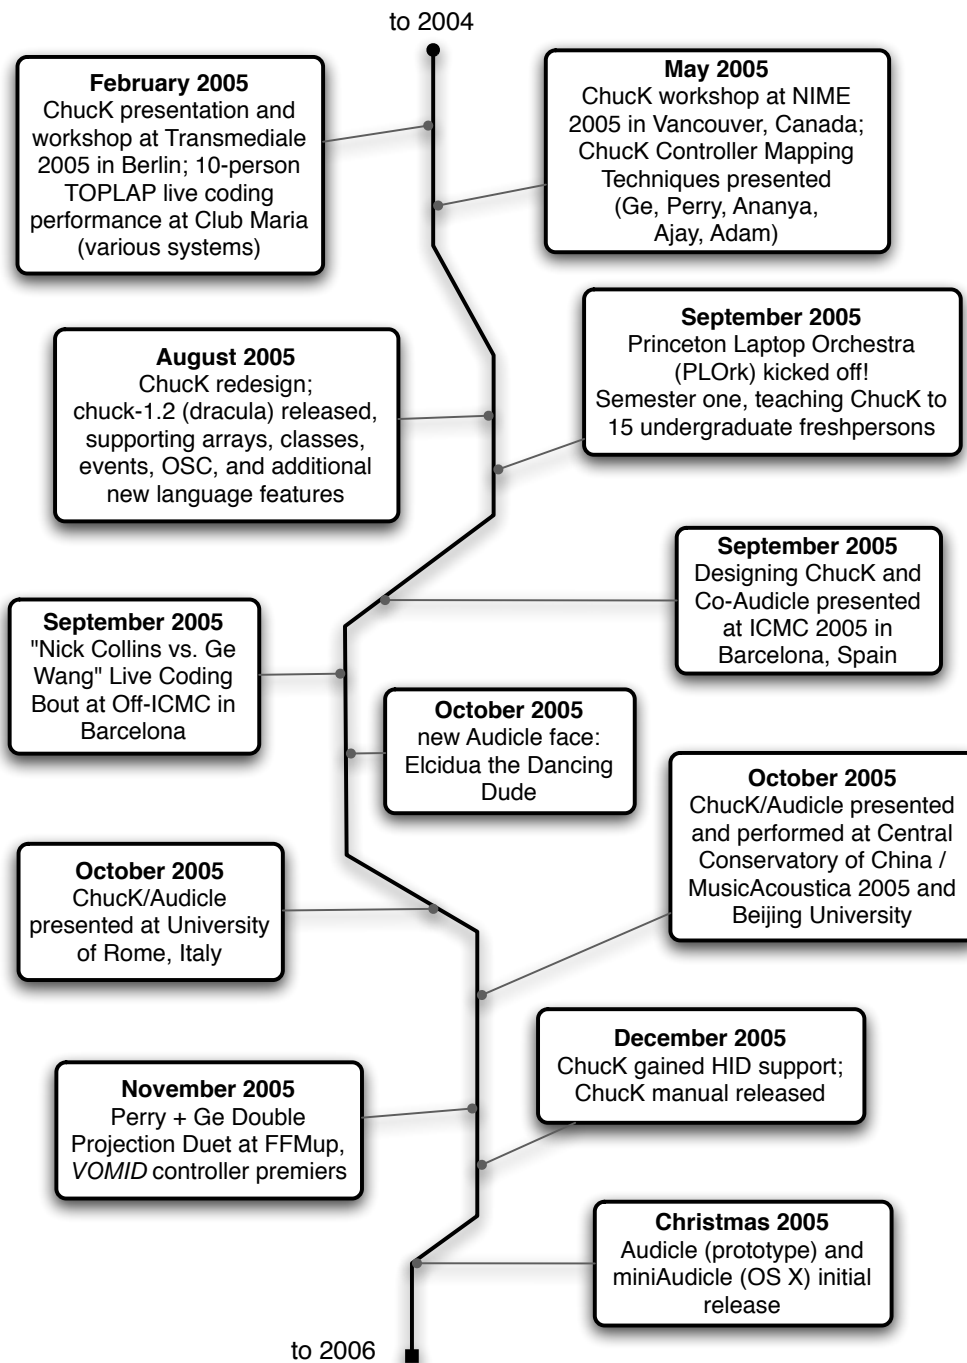 to 2004
February 2005
ChucK presentation and
workshop at Transmediale
2005 in Berlin; 10-person
TOPLAP live coding
performance at Club Maria
(various systems)
May 2005
ChucK workshop at NIME
2005 in Vancouver, Canada;
ChucK Controller Mapping
Techniques presented
(Ge, Perry, Ananya,
Ajay, Adam)
August 2005
ChucK redesign;
chuck-1.2 (dracula) released,
supporting arrays, classes,
events, OSC, and additional
new language features
September 2005
Princeton Laptop Orchestra
(PLOrk) kicked off!
Semester one, teaching ChucK to
15 undergraduate freshpersons
September 2005
Designing ChucK and
Co-Audicle presented
at ICMC 2005 in
Barcelona, Spain
September 2005
"Nick Collins vs. Ge
Wang" Live Coding
Bout at Off-ICMC in
Barcelona
October 2005
new Audicle face:
Elcidua the Dancing
Dude
October 2005
ChucK/Audicle presented
and performed at Central
Conservatory of China /
MusicAcoustica 2005 and
Beijing University
October 2005
ChucK/Audicle
presented at University
of Rome, Italy
December 2005
ChucK gained HID support;
ChucK manual released
November 2005
Perry + Ge Double
Projection Duet at FFMup,
VOMID controller premiers
Christmas 2005
Audicle (prototype) and
miniAudicle (OS X) initial
release
to 2006